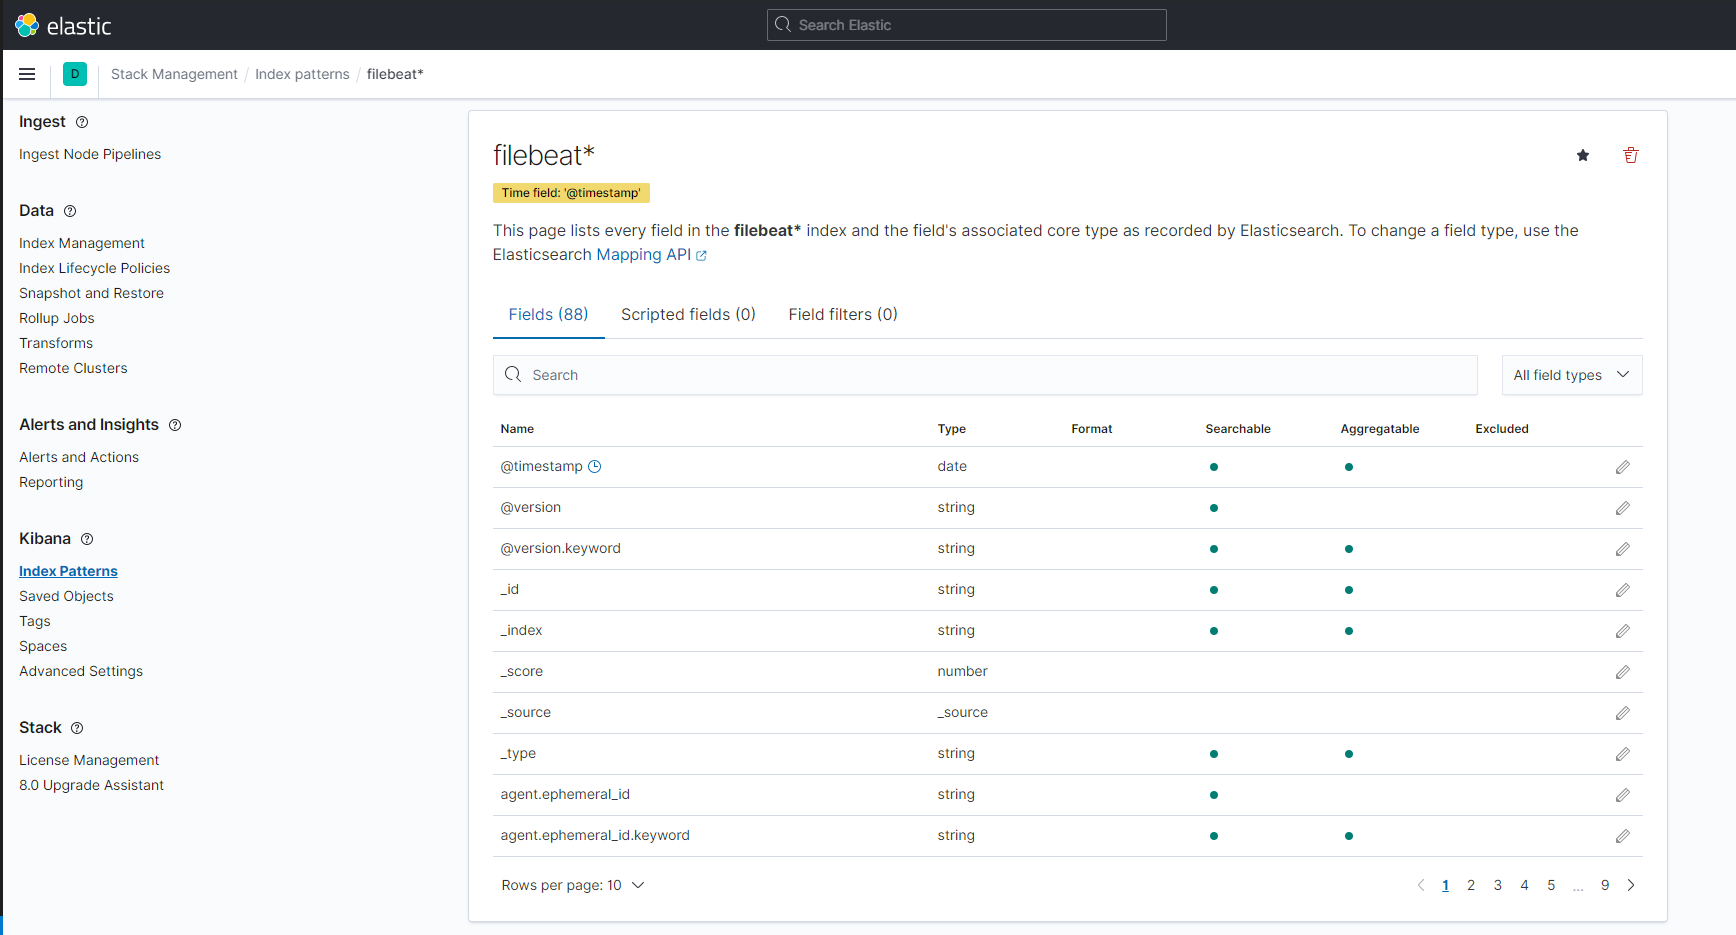 elastic
Search Elastic
D
Stack Management / Index patterns / filebeat*
Ingest
Ingest Node Pipelines
Data
Index Management
Index Lifecycle Policies
Snapshot and Restore
Rollup Jobs
Transforms
Remote Clusters
Alerts and Insights
Alerts and Actions
Reporting
Kibana
Index Patterns
Saved Objects
Tags
Spaces
Advanced Settings
Stack
License Management
8.0 Upgrade Assistant
filebeat*
Time field: '@timestamp'
This page lists every field in the filebeat* index and the field's associated core type as recorded by Elasticsearch. To change a field type, use the
Elasticsearch Mapping API
Fields (88) Scripted fields (0) Field filters (0)
Search
All field types
Name Type Format Searchable Aggregatable Excluded
@timestamp date
@version string
@version.keyword string
_id string
_index string
_score number
_source _source
_type string
agent.ephemeral_id string
agent.ephemeral_id.keyword string
Rows per page: 10
1 2 3 4 5 ... 9